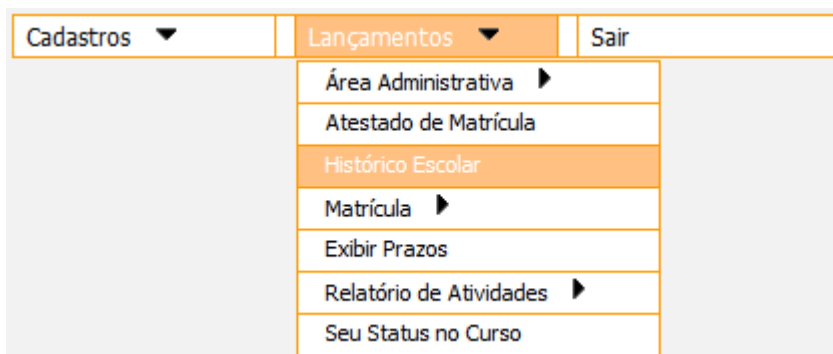 Cadastros Lançamentos Sair
Área Administrativa
Atestado de Matrícula
Histórico Escolar
Matrícula
Exibir Prazos
Relatório de Atividades
Seu Status no Curso